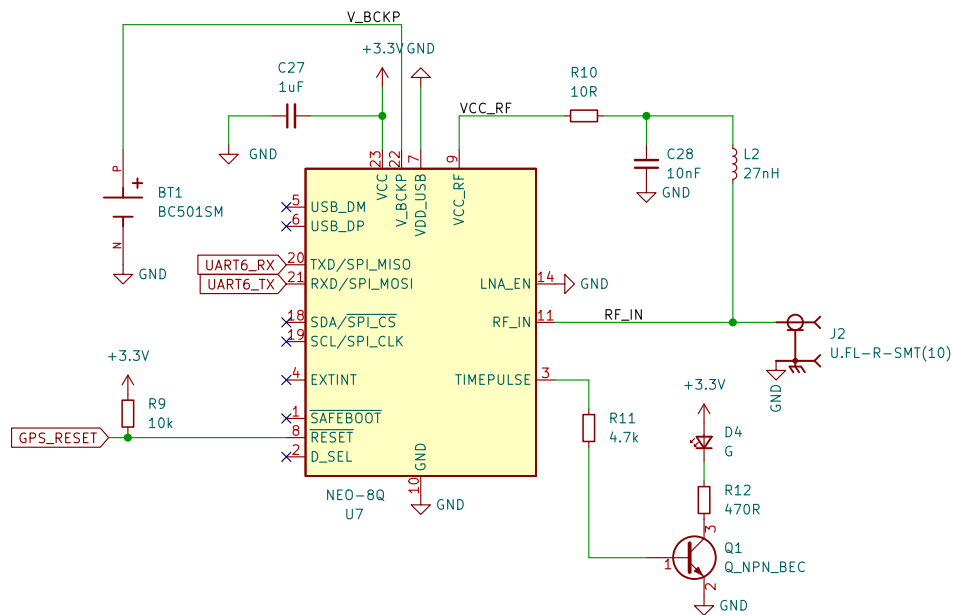 V_BCKP
+3.3V
GND
C27
1uF
GND
R10
10R
VCC_RF
C28
10nF
GND
L2
27nH
P
BT1
BC501SM
N
GND
23
22
7
9
VCC
V_BCKP
VDD_USB
VCC_RF
5
USB_DM
6
USB_DP
UART6_RX
20
TXD/SPI_MISO
UART6_TX
21
RXD/SPI_MOSI
18
SDA/SPI_CS
19
SCL/SPI_CLK
4
EXTINT
1
SAFEBOOT
8
RESET
2
D_SEL
LNA_EN
14
GND
RF_IN
11
RF_IN
TIMEPULSE
3
GND
10
GND
NEO-8Q
U7
J2
U.FL-R-SMT(10)
GND
+3.3V
R9
10k
GPS_RESET
R11
4.7k
+3.3V
D4
G
R12
470R
3
Q1
Q_NPN_BEC
1
2
GND